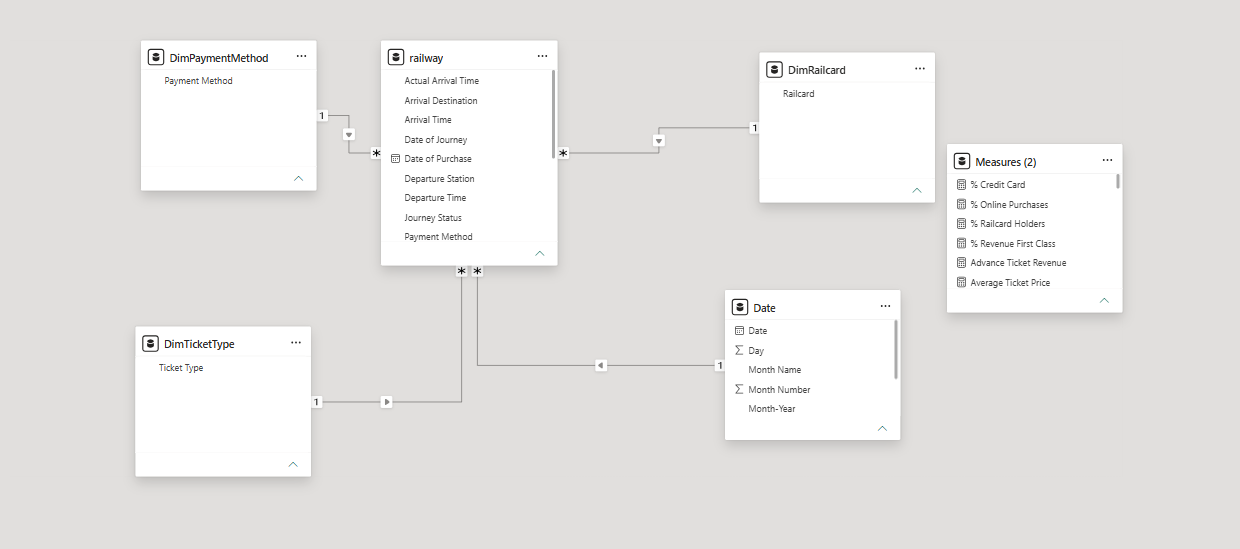 DimPaymentMethod
Payment Method
1
*
railway
Actual Arrival Time
Arrival Destination
Arrival Time
Date of Journey
Date of Purchase
Departure Station
Departure Time
Journey Status
Payment Method
*
1
DimRailcard
Railcard
Measures (2)
% Credit Card
% Online Purchases
% Railcard Holders
% Revenue First Class
Advance Ticket Revenue
Average Ticket Price
* *
DimTicketType
Ticket Type
1
1
Date
Date
Day
Month Name
Month Number
Month-Year